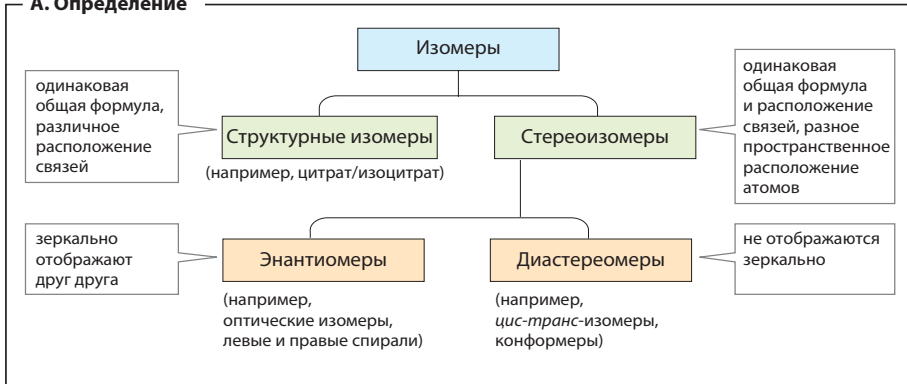 А. Определение
Изомеры
одинаковая
общая формула,
различное
расположение
связей
Структурные изомеры
(например, цитрат/изоцитрат)
Стереоизомеры
одинаковая
общая формула
и расположение
связей, разное
пространственное
расположение
атомов
зеркально
отображают
друг друга
Энантиомеры
(например,
оптические изомеры,
левые и правые спирали)
Диастереомеры
(например,
цис-транс-изомеры,
конформеры)
не отображаются
зеркально